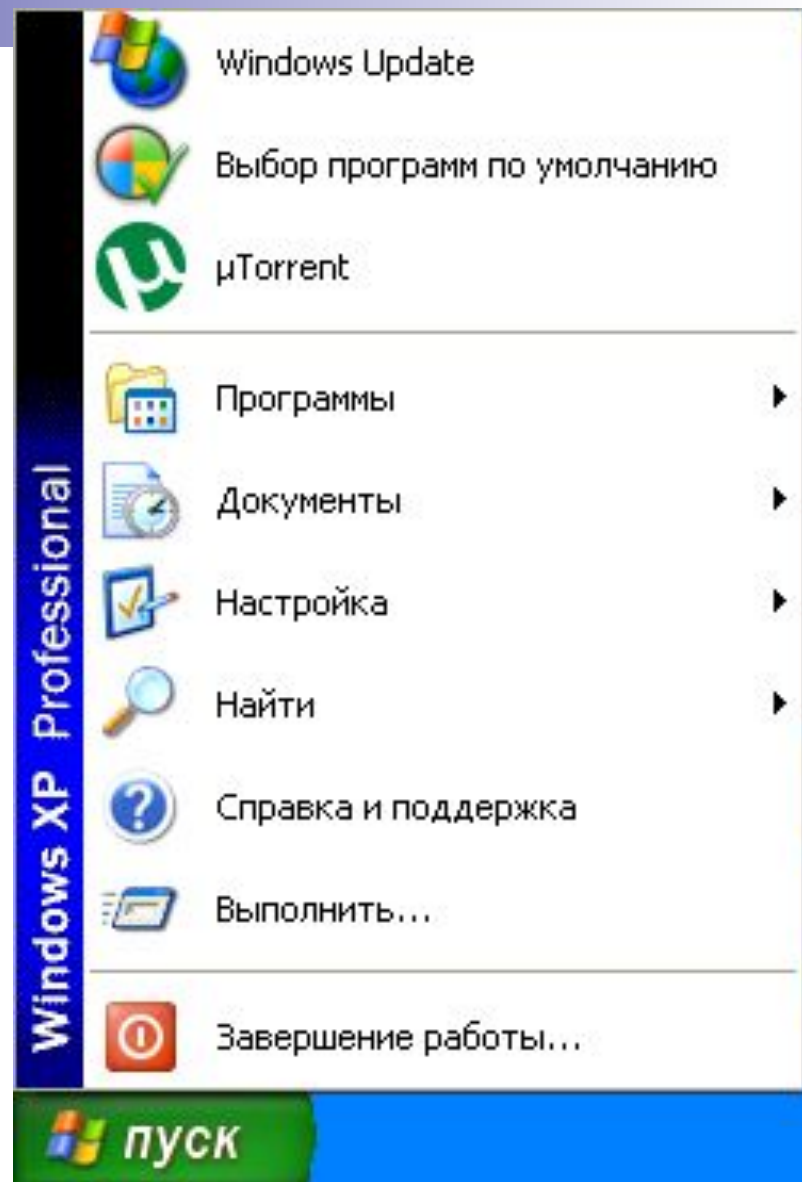 Windows Update
Выбор программ по умолчанию
µTorrent
Программы
Документы
Настройка
Найти
Справка и поддержка
Выполнить...
Завершение работы...
Windows XP Professional
пуск